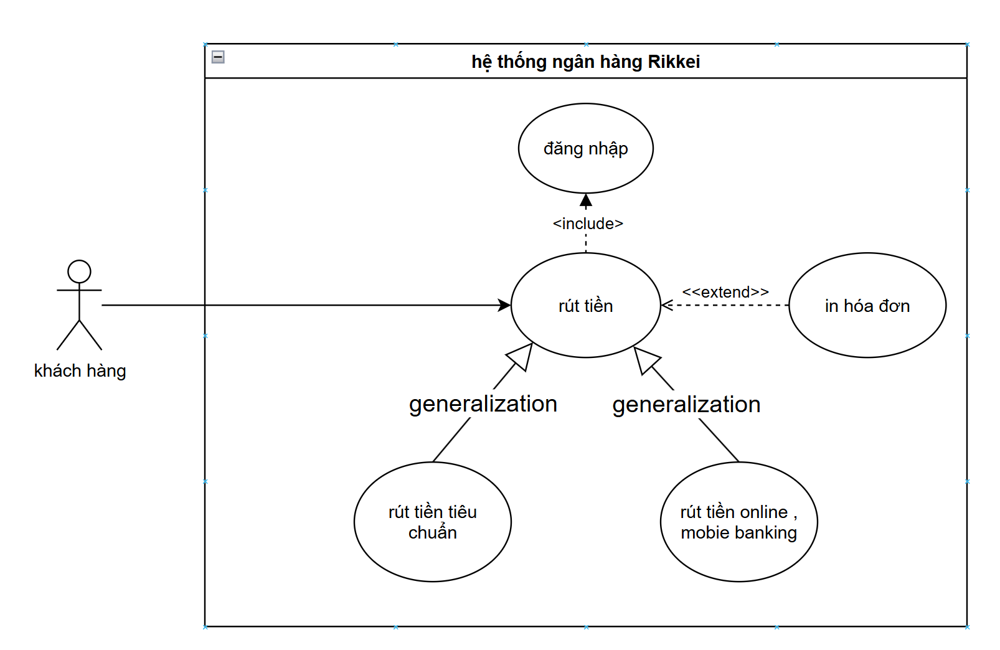 hệ thống ngân hàng Rikkei
đăng nhập
<include>
<<extend>>
rút tiền
in hóa đơn
khách hàng
generalization
generalization
rút tiền tiêu
chuẩn
rút tiền online ,
mobie banking